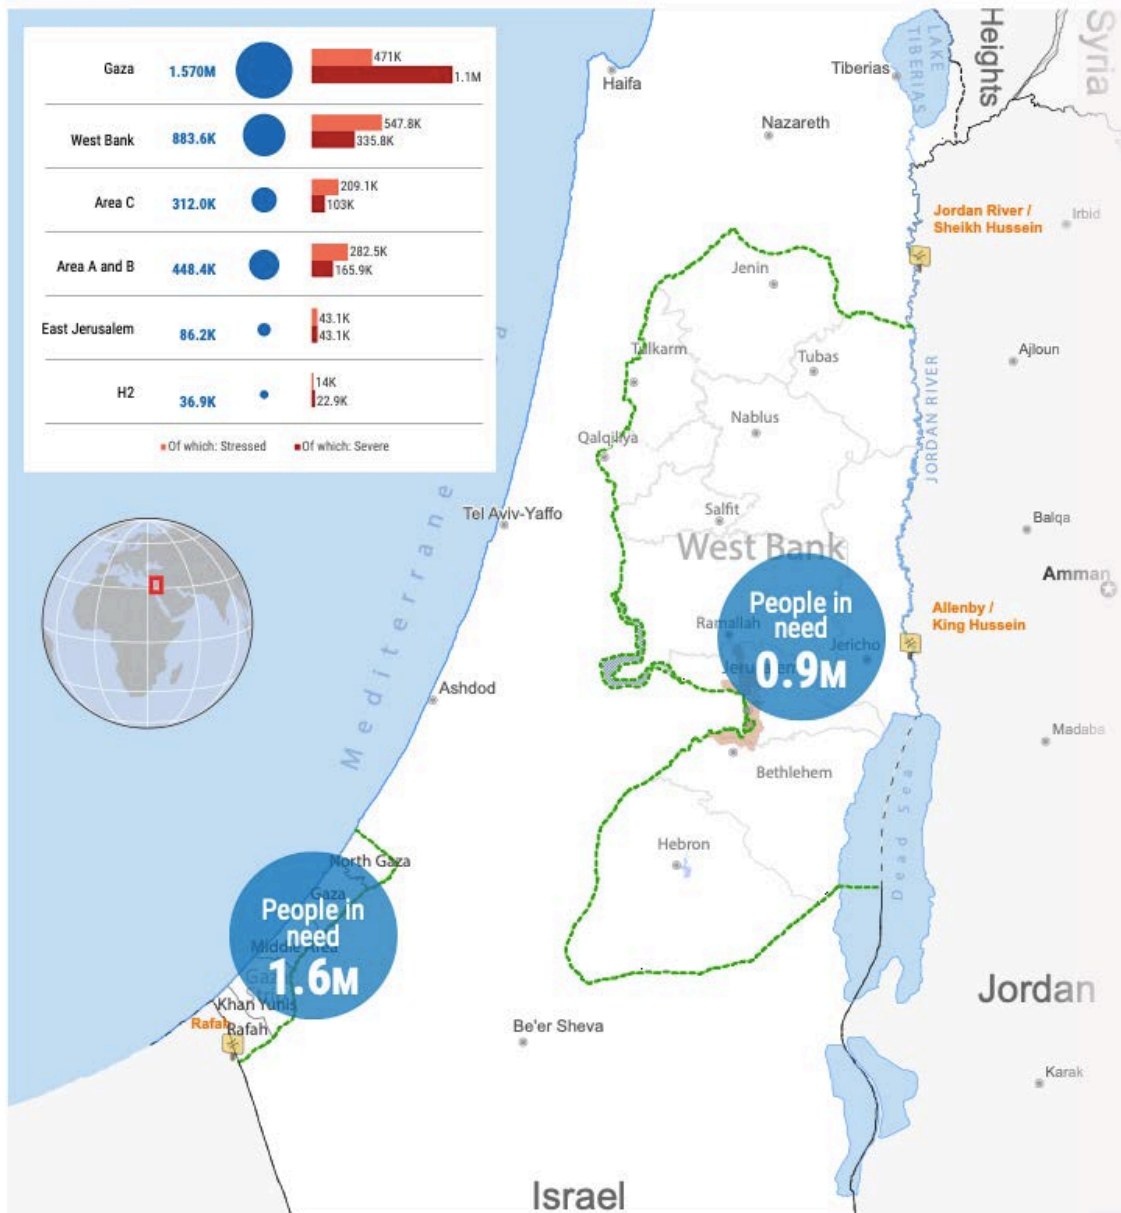 Gaza 1.570M 471K 1.1M
West Bank 883.6K 547.8K 335.8K
Area C 312.0K 209.1K 103K
Area A and B 448.4K 282.5K 165.9K
East Jerusalem 86.2K 43.1K 43.1K
H2 36.9K 14K 22.9K
Of which: Stressed Of which: Severe
Heights
Syria
LAKE
TIBERIAS
Tiberias
Haifa
Nazareth
Jordan River /
Sheikh Hussein
Irbid
Jenin
Tulkarm
Tubas
Ajloun
JORDAN RIVER
Nablus
Qalqiliya
Tel Aviv-Yaffo
Salfit
Balqa
West Bank
Amman
People in
need
0.9M
Ramallah
Jericho
Allenby /
King Hussein
Mediterrane
a
Ashdod
Madaba
Bethlehem
Dead Sea
Hebron
North Gaza
Gaza
People in
need
1.6M
Middle Area
Khan Yunis
Rafah
Rafah
Be'er Sheva
Jordan
Karak
Israel